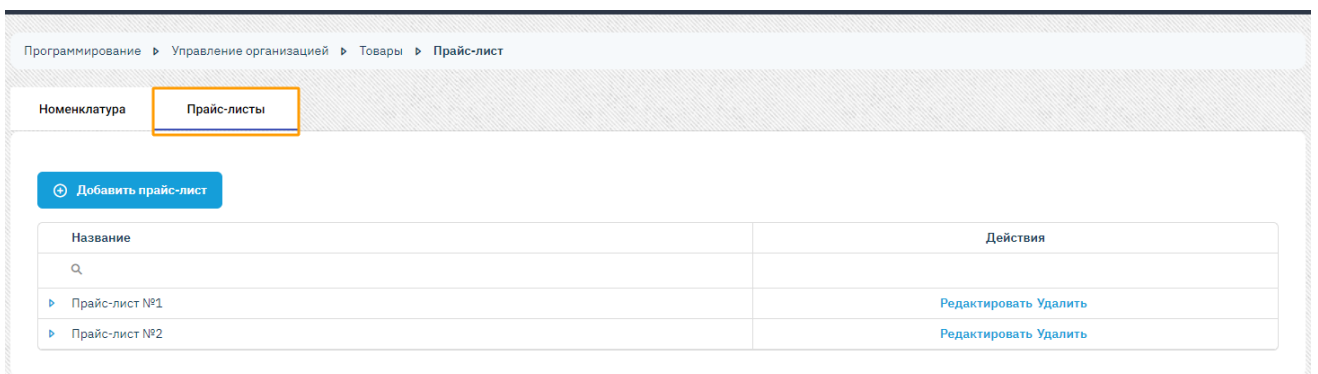 Программирование Управление организацией Товары Прайс-лист
Номенклатура Прайс-листы
Добавить прайс-лист
Название Действия
Прайс-лист №1 Редактировать Удалить
Прайс-лист №2 Редактировать Удалить